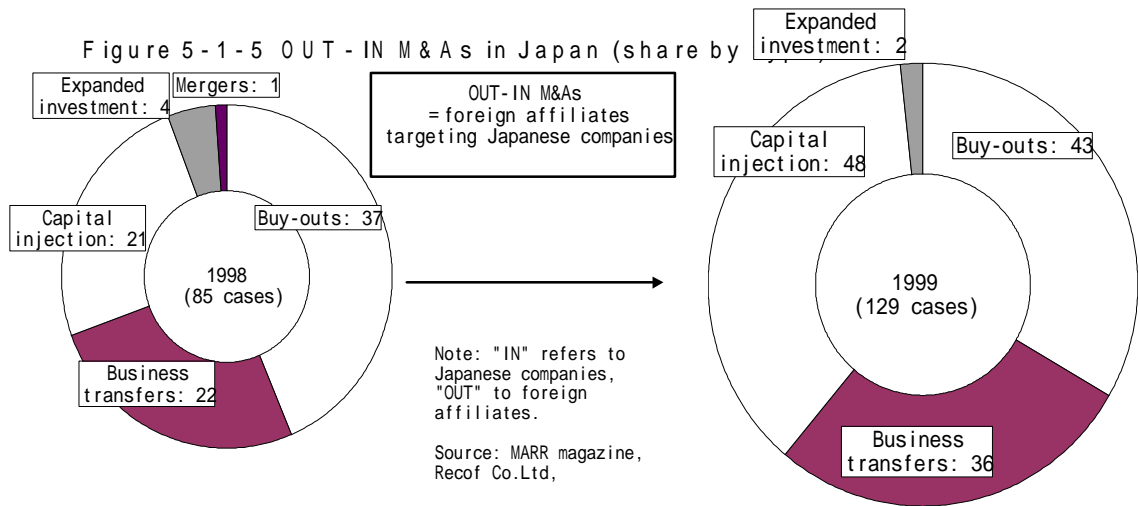 Figure 5-1-5 OUT-IN M&As in Japan (share by
Expanded
investment: 4
Mergers: 1
Capital
injection: 21
Buy-outs: 37
1998
(85 cases)
Business
transfers: 22
OUT-IN M&As
= foreign affiliates
targeting Japanese companies
Note: "IN" refers to
Japanese companies,
"OUT" to foreign
affiliates.
Source: MARR magazine,
Recof Co.Ltd,
Expanded
investment: 2
Capital
injection: 48
Buy-outs: 43
1999
(129 cases)
Business
transfers: 36